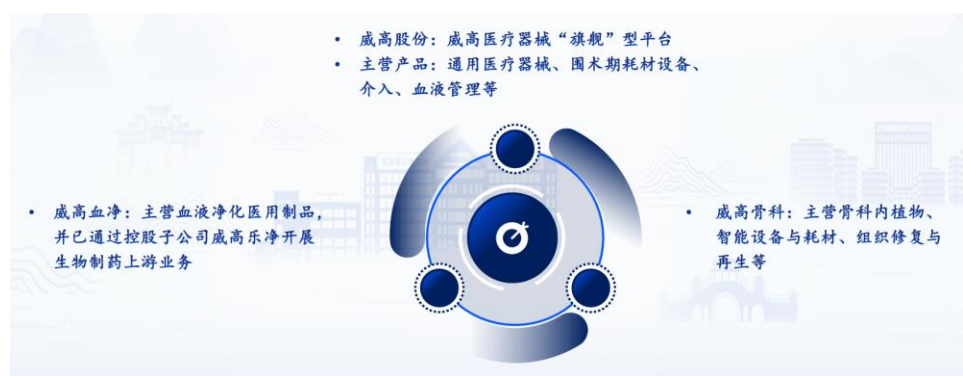 • 威高股份：威高医疗器械“旗舰”型平台
• 主营产品：通用医疗器械、围术期耗材设备、
介入、血液管理等
• 威高血净：主营血液净化医用制品，
并已通过控股子公司威高乐净开展
生物制药上游业务
• 威高骨科：主营骨科内植物、
智能设备与耗材、组织修复与
再生等